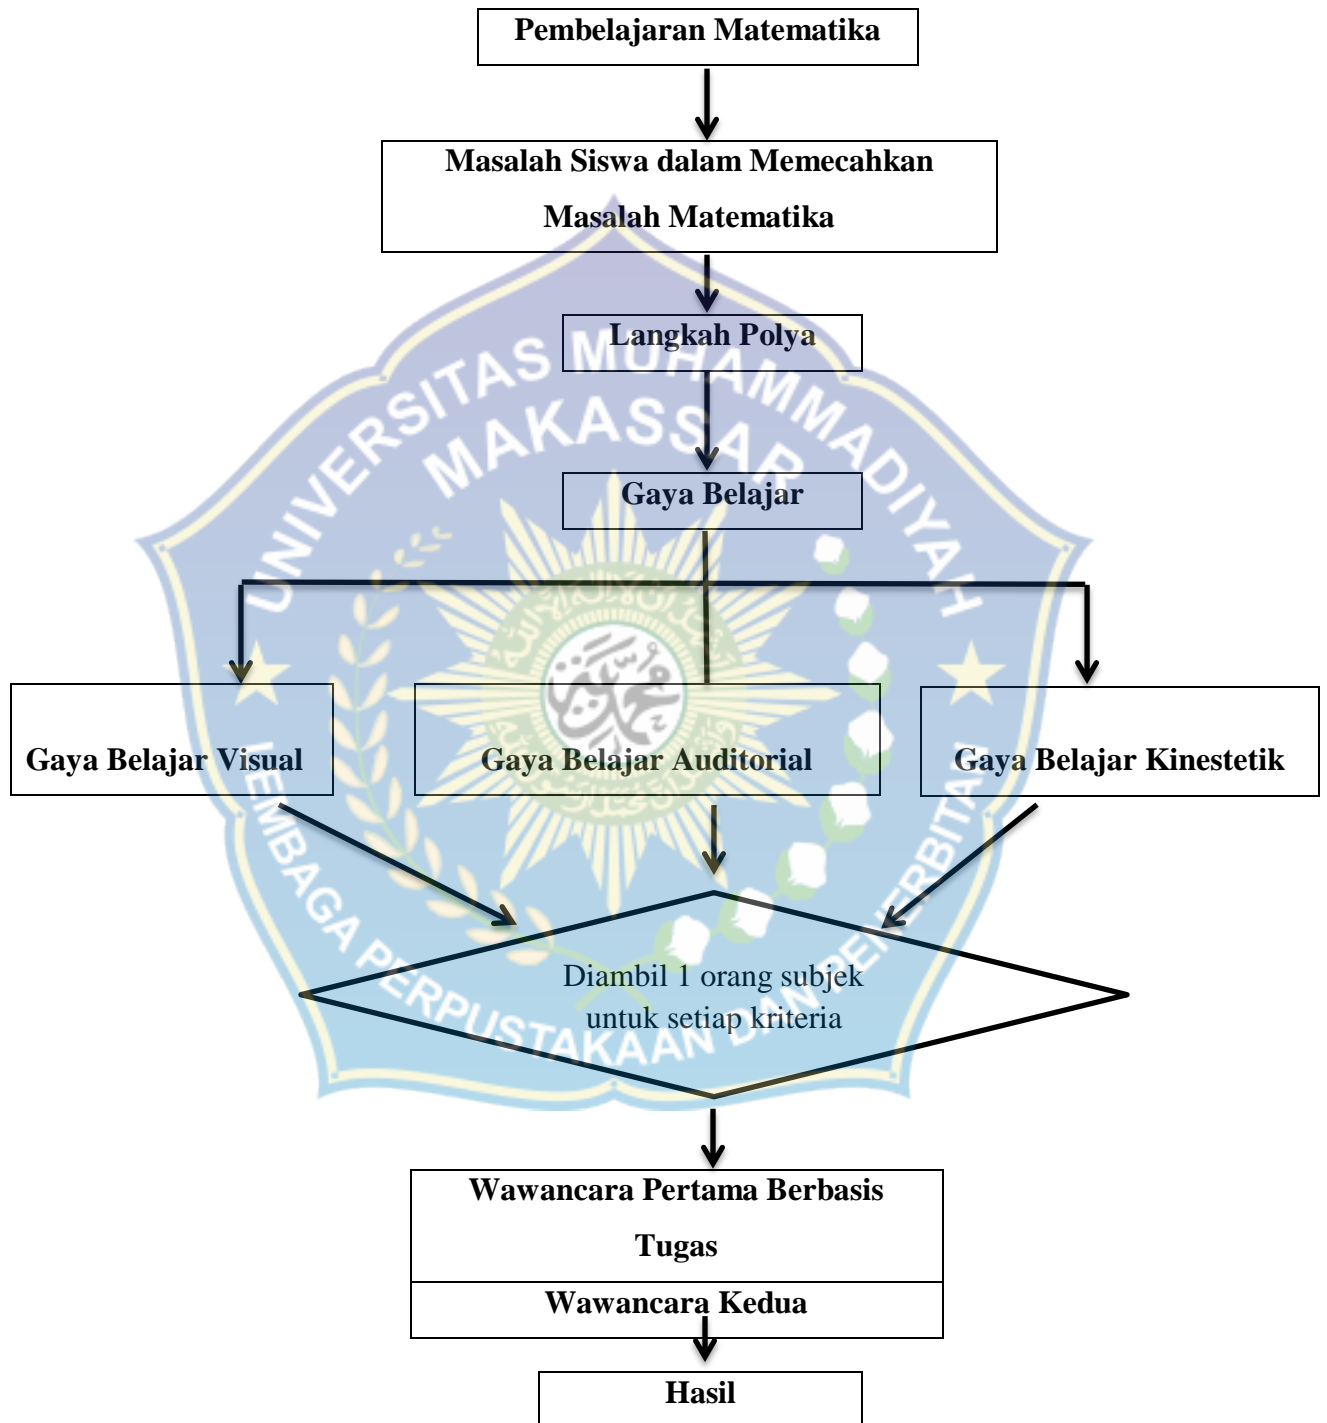 Pembelajaran Matematika
Masalah Siswa dalam Memecahkan
Masalah Matematika
Langkah Polya
UNIVERSITAS MUHAMMADIYAH
MAKASSAR
Gaya Belajar
Gaya Belajar Visual
Gaya Belajar Auditorial
Gaya Belajar Kinestetik
LEMBAGA PERPUSTAKAAN DAN PENERBITAN
Diambil 1 orang subjek
untuk setiap kriteria
Wawancara Pertama Berbasis
Tugas
Wawancara Kedua
Hasil